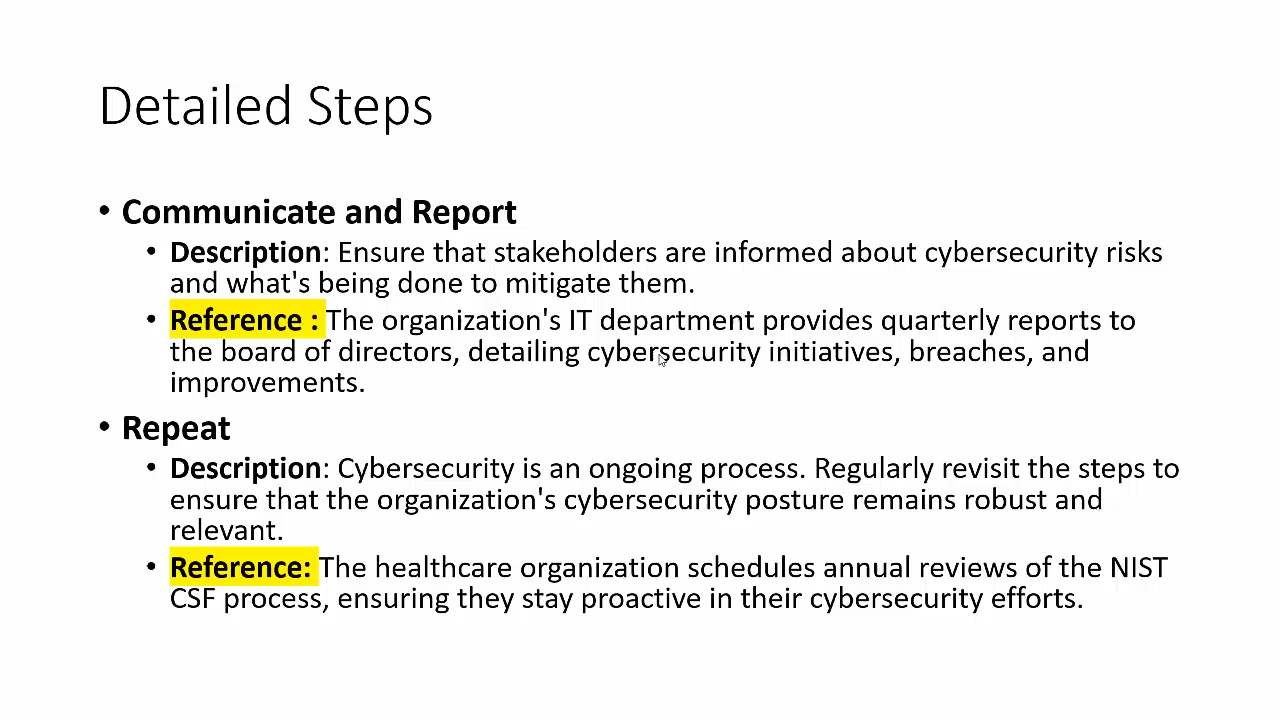 Detailed Steps
• Communicate and Report
• Description: Ensure that stakeholders are informed about cybersecurity risks
and what's being done to mitigate them.
• Reference : The organization's IT department provides quarterly reports to
the board of directors, detailing cybersecurity initiatives, breaches, and
improvements.
• Repeat
• Description: Cybersecurity is an ongoing process. Regularly revisit the steps to
ensure that the organization's cybersecurity posture remains robust and
relevant.
• Reference: The healthcare organization schedules annual reviews of the NIST
CSF process, ensuring they stay proactive in their cybersecurity efforts.